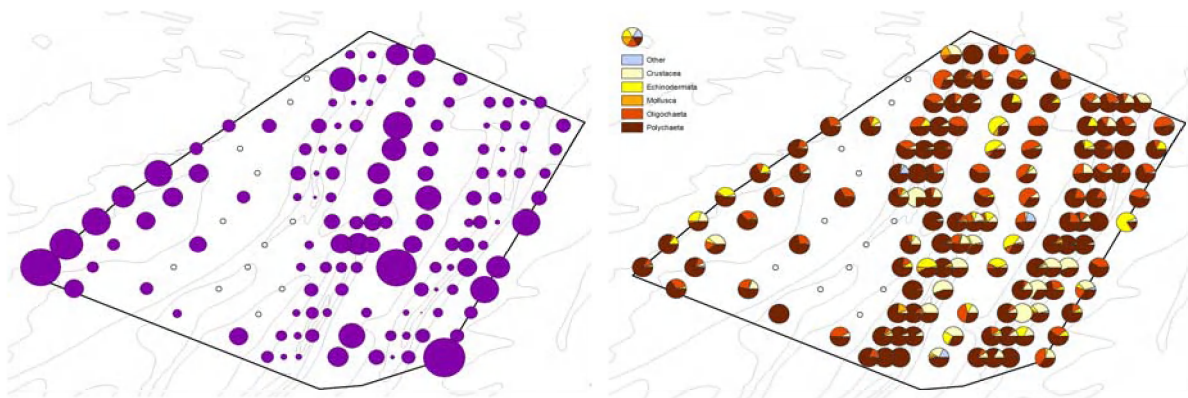 Other
Crustacea
Echinodermata
Mollusca
Oligochaeta
Polychaeta